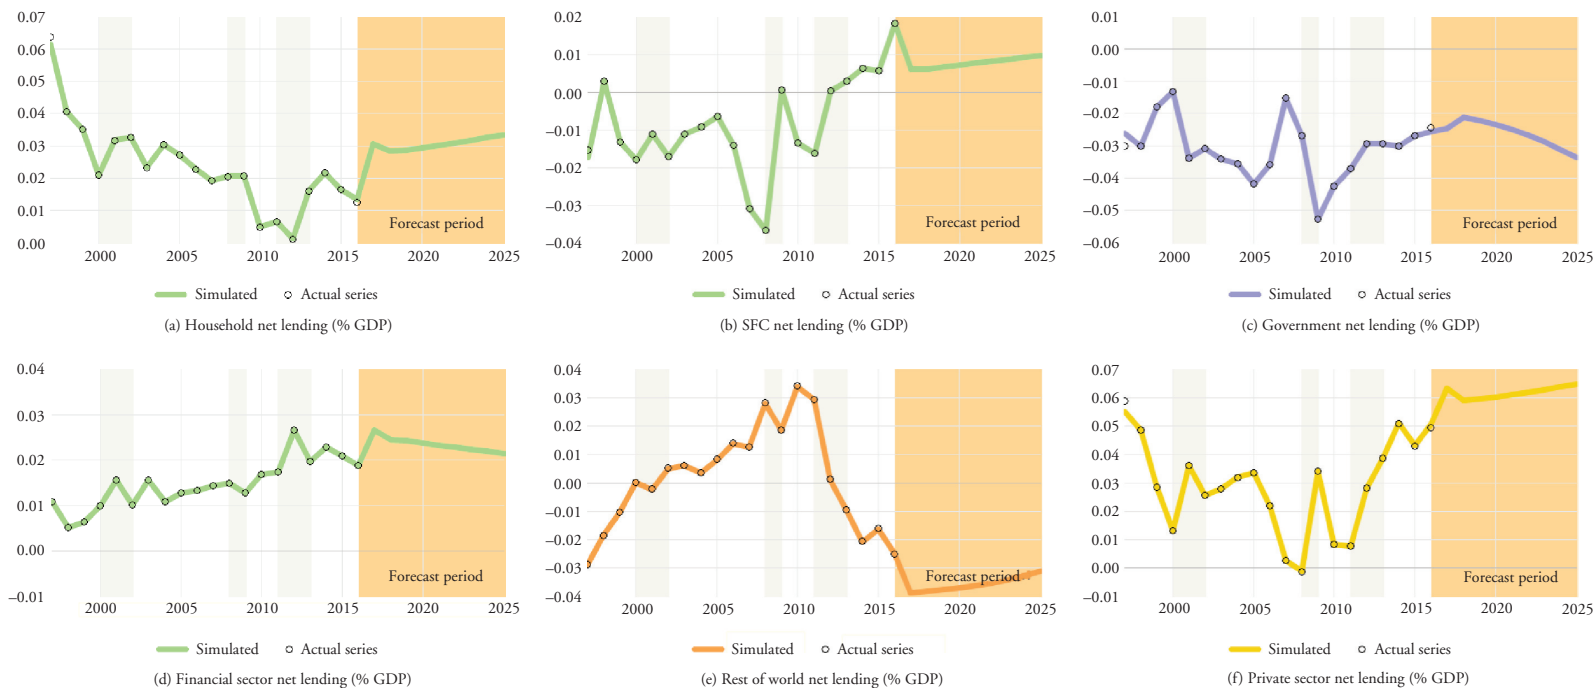 0.07
0.06
0.05
0.04
0.03
0.02
0.01
0.00
2000 2005 2010 2015 2020 2025
Forecast period
Simulated Actual series
(a) Household net lending (% GDP)
0.02
0.01
0.00
–0.01
–0.02
–0.03
–0.04
2000 2005 2010 2015 2020 2025
Forecast period
Simulated Actual series
(b) SFC net lending (% GDP)
0.01
0.00
–0.01
–0.02
–0.03
–0.04
–0.05
–0.06
2000 2005 2010 2015 2020 2025
Forecast period
Simulated Actual series
(c) Government net lending (% GDP)
0.04
0.03
0.02
0.01
0.00
–0.01
2000 2005 2010 2015 2020 2025
Forecast period
Simulated Actual series
(d) Financial sector net lending (% GDP)
0.04
0.03
0.02
0.01
0.00
–0.01
–0.02
–0.03
–0.04
2000 2005 2010 2015 2020 2025
Forecast period
Simulated Actual series
(e) Rest of world net lending (% GDP)
0.07
0.06
0.05
0.04
0.03
0.02
0.01
0.00
–0.01
2000 2005 2010 2015 2020 2025
Forecast period
Simulated Actual series
(f) Private sector net lending (% GDP)